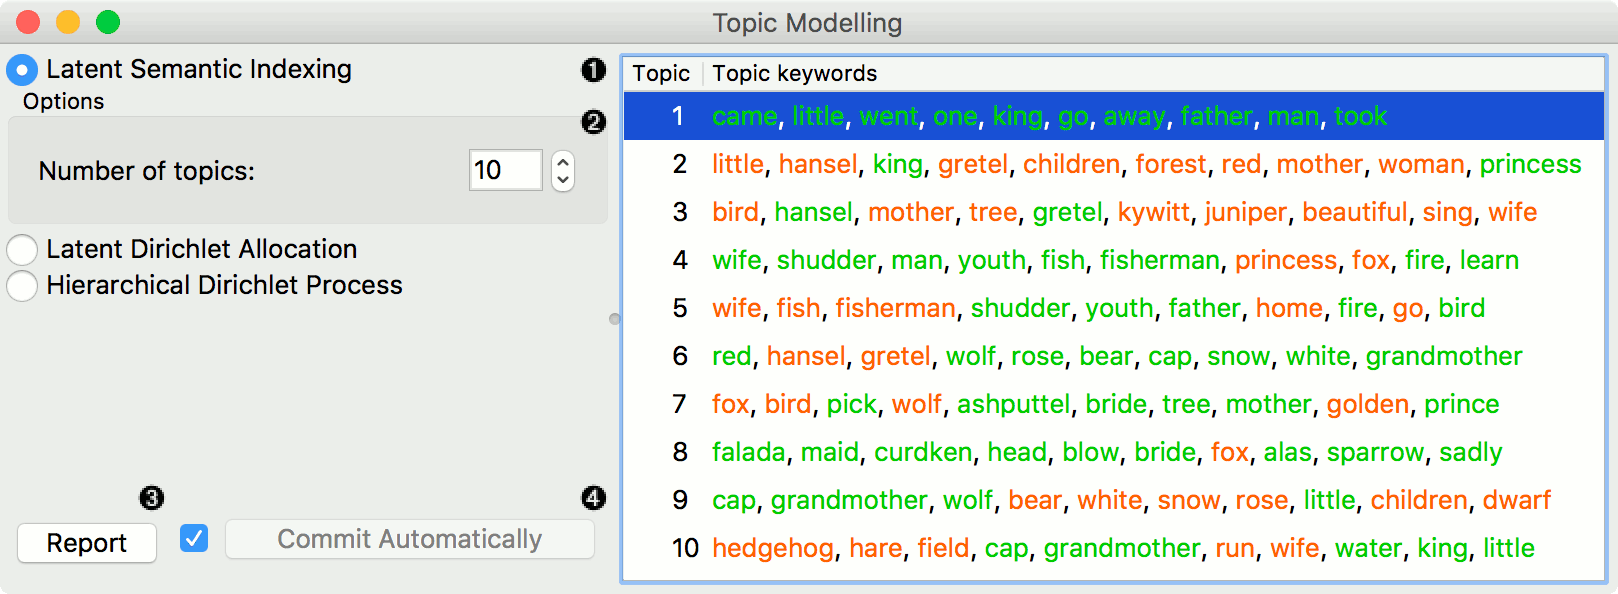 Topic Modelling
Latent Semantic Indexing ❶
Options
❷
Number of topics: 10
Latent Dirichlet Allocation
Hierarchical Dirichlet Process
❸ ❹
Report Commit Automatically
Topic Topic keywords
1 came, little, went, one, king, go, away, father, man, took
2 little, hansel, king, gretel, children, forest, red, mother, woman, princess
3 bird, hansel, mother, tree, gretel, kywitt, juniper, beautiful, sing, wife
4 wife, shudder, man, youth, fish, fisherman, princess, fox, fire, learn
5 wife, fish, fisherman, shudder, youth, father, home, fire, go, bird
6 red, hansel, gretel, wolf, rose, bear, cap, snow, white, grandmother
7 fox, bird, pick, wolf, ashputtel, bride, tree, mother, golden, prince
8 falada, maid, curdken, head, blow, bride, fox, alas, sparrow, sadly
9 cap, grandmother, wolf, bear, white, snow, rose, little, children, dwarf
10 hedgehog, hare, field, cap, grandmother, run, wife, water, king, little